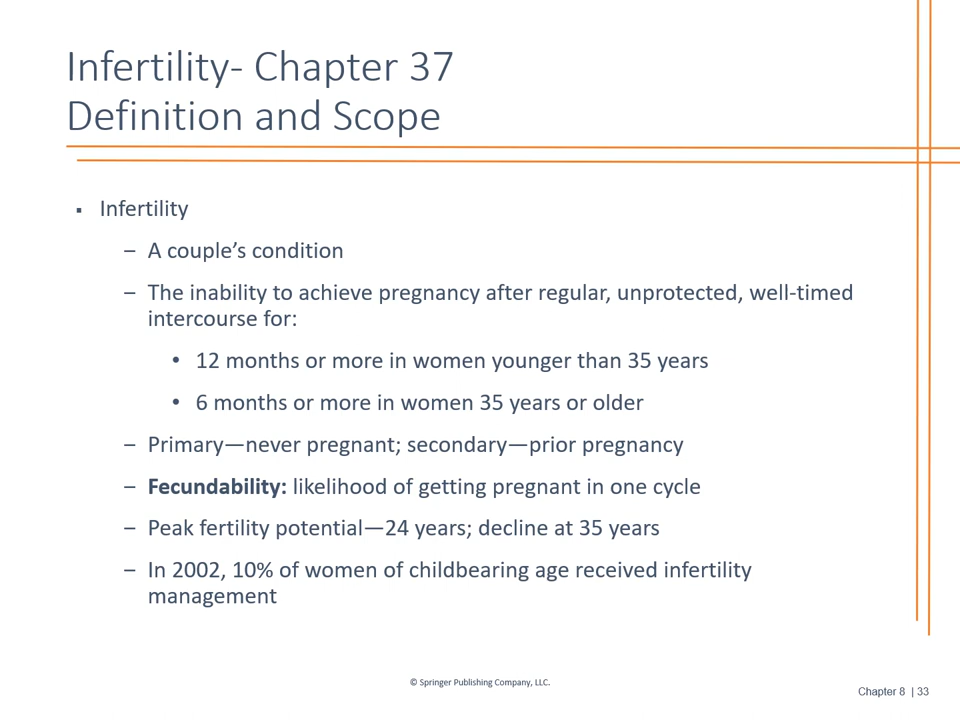 Infertility- Chapter 37
Definition and Scope
▪ Infertility
– A couple’s condition
– The inability to achieve pregnancy after regular, unprotected, well-timed
intercourse for:
• 12 months or more in women younger than 35 years
• 6 months or more in women 35 years or older
– Primary—never pregnant; secondary—prior pregnancy
– Fecundability: likelihood of getting pregnant in one cycle
– Peak fertility potential—24 years; decline at 35 years
– In 2002, 10% of women of childbearing age received infertility
management
© Springer Publishing Company, LLC.
Chapter 8 | 33